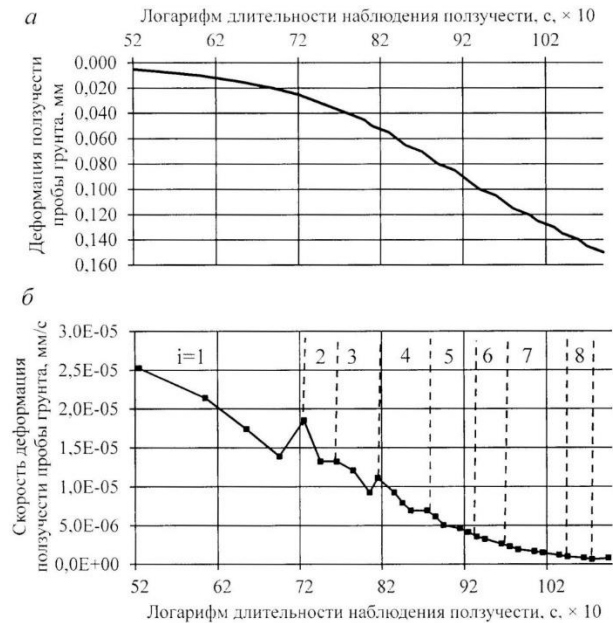 а
Логарифм длительности наблюдения ползучести, с, × 10
52 62 72 82 92 102
Деформация ползучести
пробы грунта, мм
0.000
0,020
0.040
0.060
0.080
0.100
0.120
0.140
0.160
б
Скорость деформация
ползучести пробы грунта, мм/с
3.0E-05
2,5E-05
2.0E-05
1.5E-05
1.0E-05
5.0E-06
0,0E+00
i=1 2 3 4 5 6 7 8
52 62 72 82 92 102
Логарифм длительности наблюдения ползучести, с, × 10